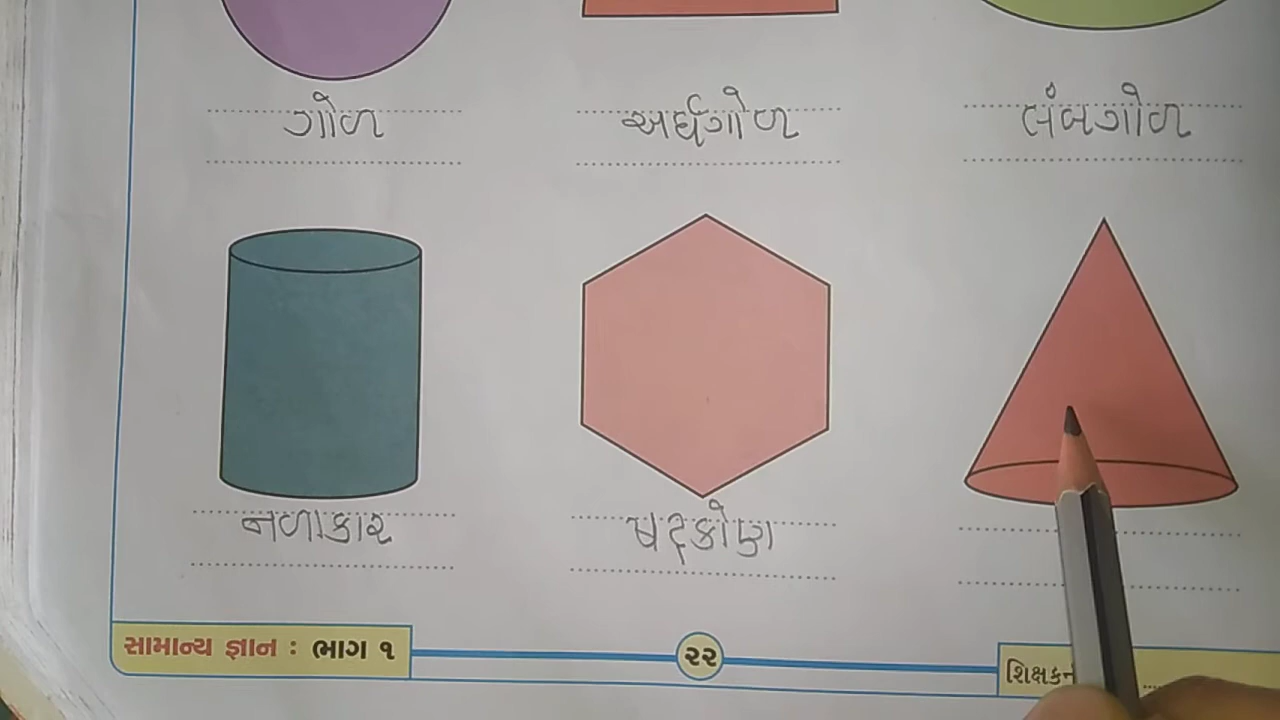 ગોળ
અર્ધગોળ
લંબગોળ
નળાકાર
ષટ્કોણ
સામાન્ય જ્ઞાન : ભાગ ૧
૨૨